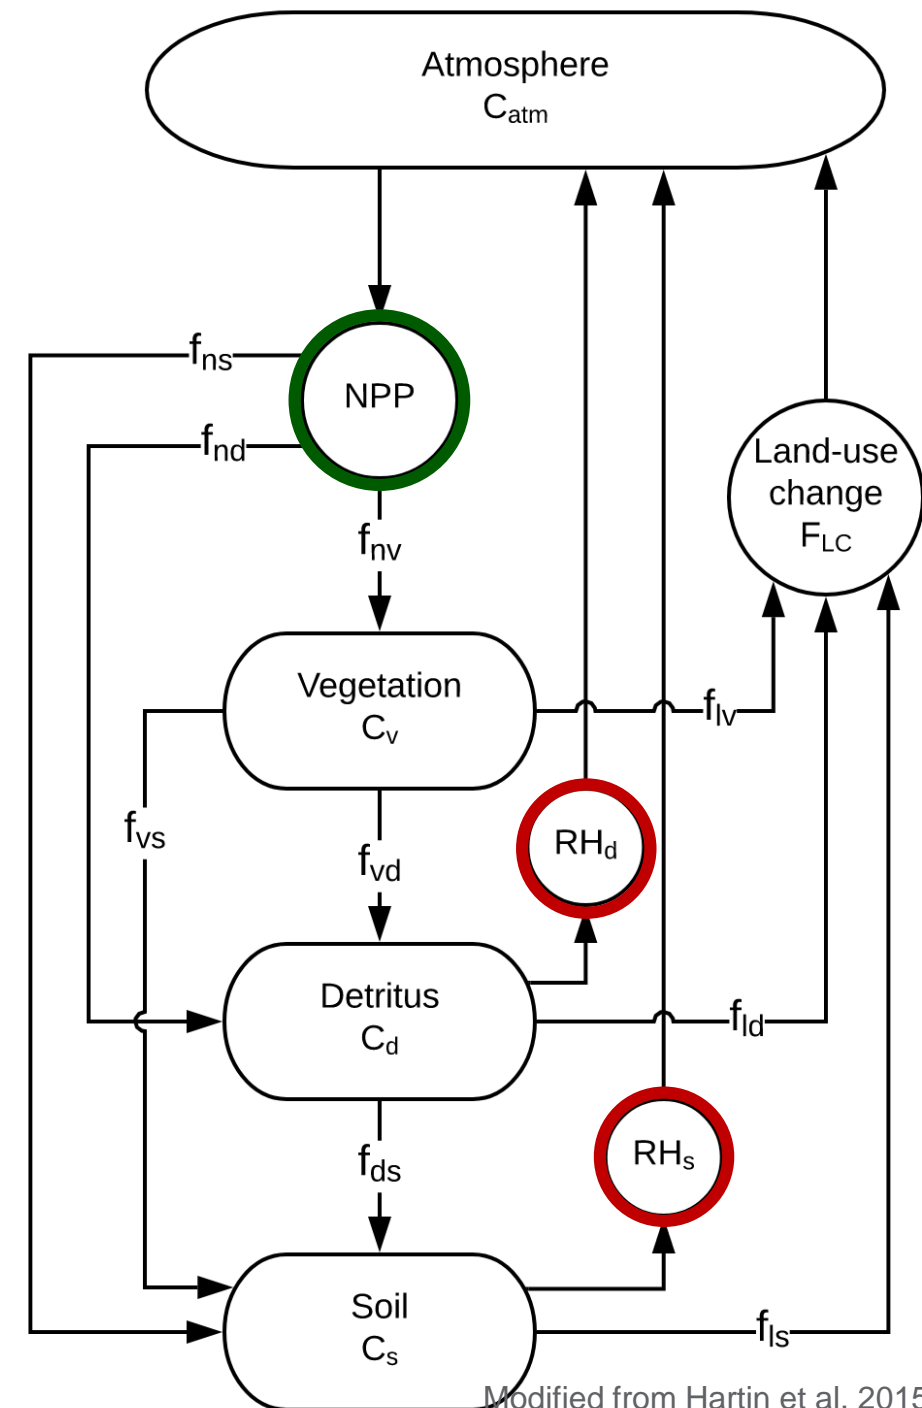 Atmosphere
Catm
fns
NPP
fnd
Land-use
change
FLC
fnv
Vegetation
Cv
flv
fvs
RHd
fvd
Detritus
Cd
fld
RHs
fds
Soil
Cs
fls
Modified from Hartin et al. 2015